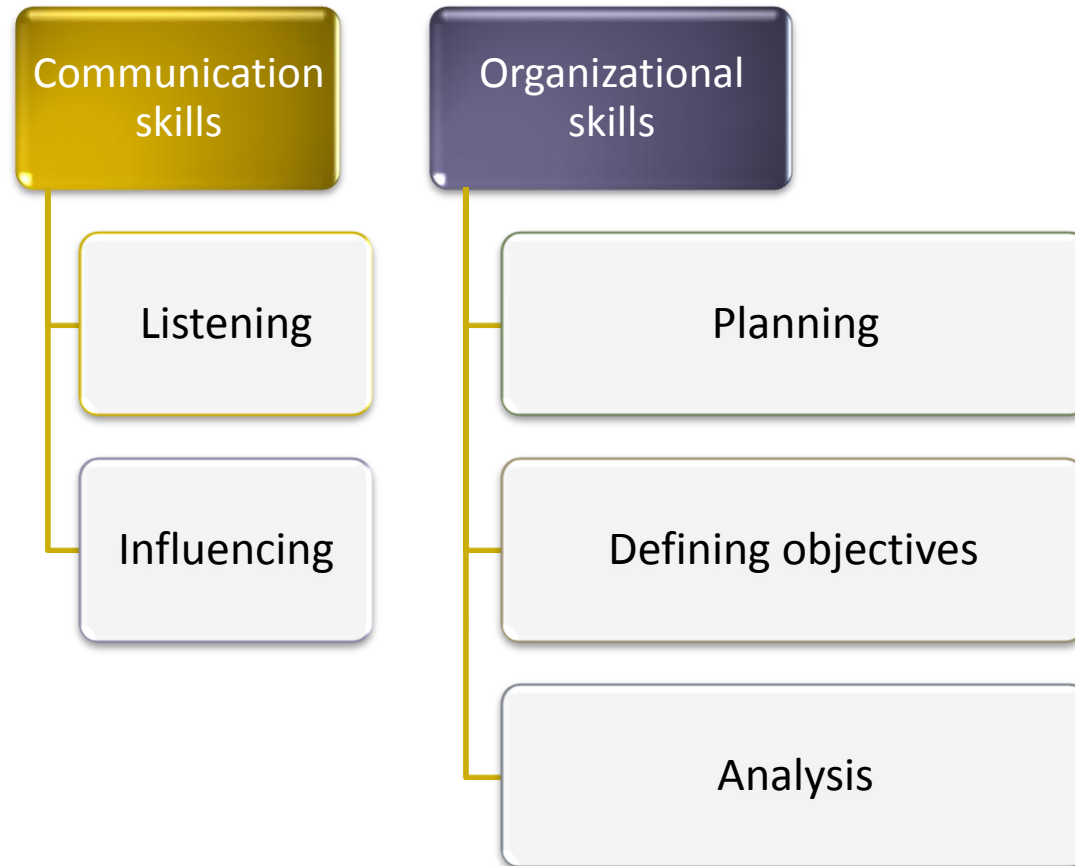 Communication
skills
Listening
Influencing
Organizational
skills
Planning
Defining objectives
Analysis